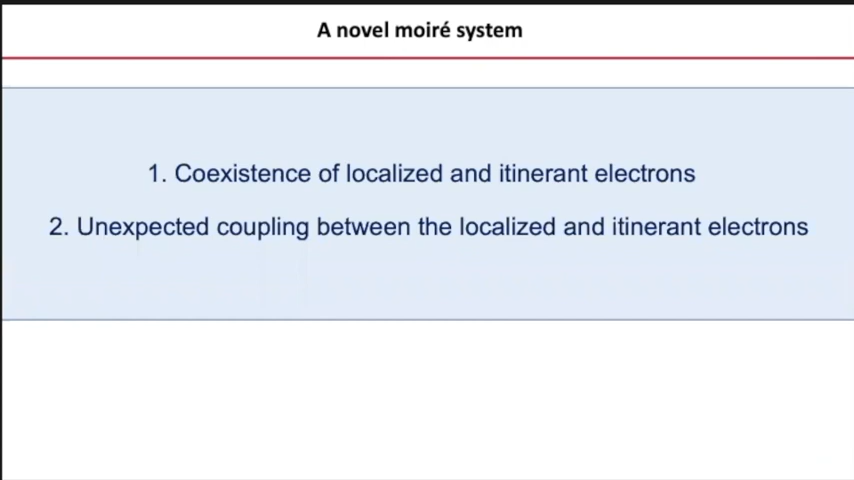 A novel moiré system
1. Coexistence of localized and itinerant electrons
2. Unexpected coupling between the localized and itinerant electrons